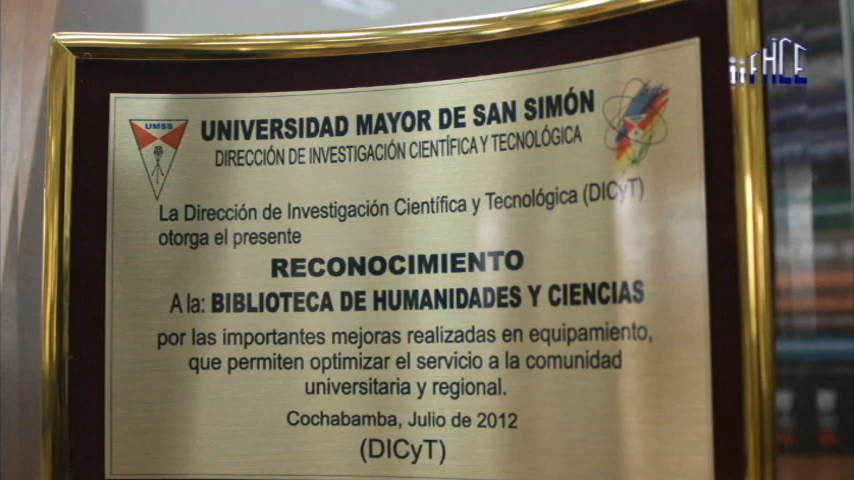 iiFHCE
UMSS
UNIVERSIDAD MAYOR DE SAN SIMÓN
DIRECCIÓN DE INVESTIGACIÓN CIENTÍFICA Y TECNOLÓGICA
La Dirección de Investigación Científica y Tecnológica (DICyT)
otorga el presente
RECONOCIMIENTO
A la: BIBLIOTECA DE HUMANIDADES Y CIENCIAS
por las importantes mejoras realizadas en equipamiento,
que permiten optimizar el servicio a la comunidad
universitaria y regional.
Cochabamba, Julio de 2012
(DICyT)